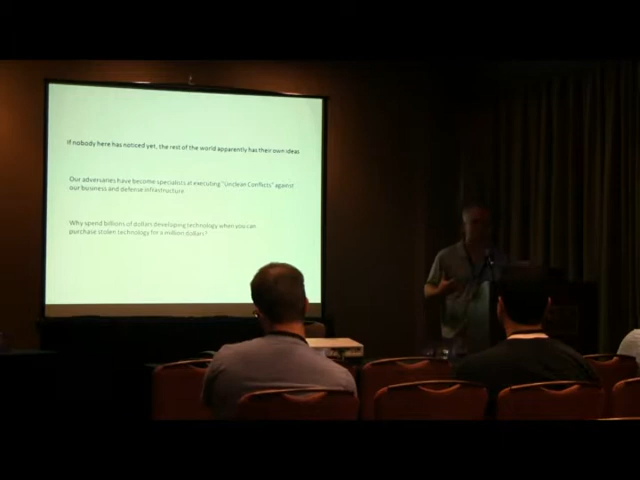 If nobody here has noticed yet, the rest of the world apparently has their own ideas.
Our adversaries have become specialists at executing "Unclean Conflicts" against
our business and defense infrastructure
Why spend billions of dollars developing technology when you can
purchase stolen technology for a million dollars?